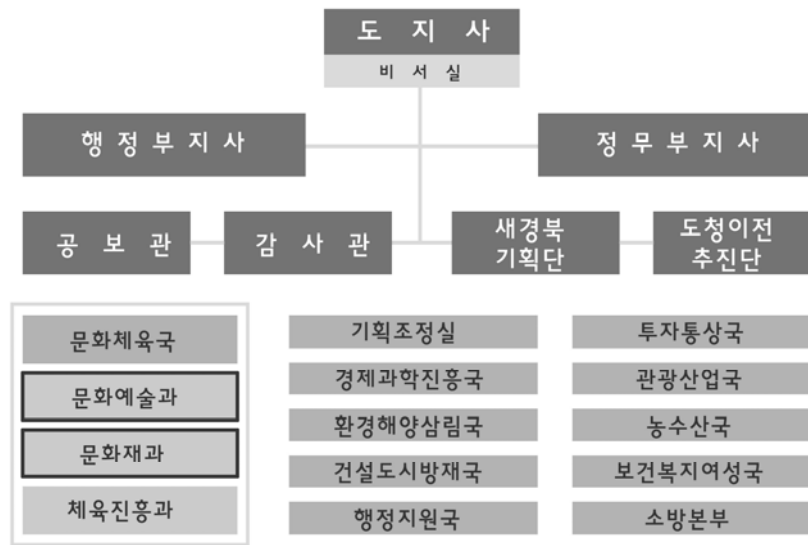 도 지 사
비 서 실
행 정 부 지 사
정 무 부 지 사
공 보 관
감 사 관
새경북
기획단
도청이전
추진단
문화체육국
문화예술과
문화재과
체육진흥과
기획조정실
경제과학진흥국
환경해양삼림국
건설도시방재국
행정지원국
투자통상국
관광산업국
농수산국
보건복지여성국
소방본부